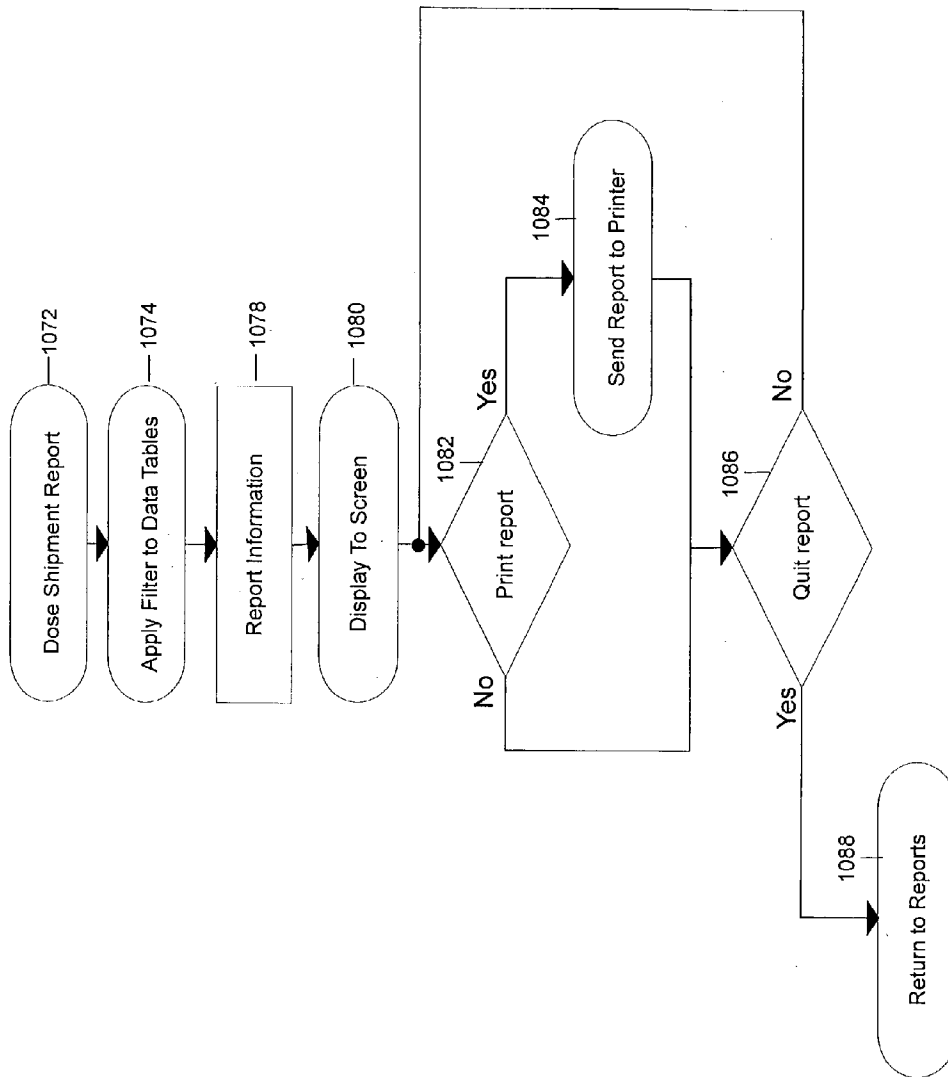 Dose Shipment Report
1072
Apply Filter to Data Tables
1074
Report Information
1078
Display To Screen
1080
Print report
1082
Yes
No
Send Report to Printer
1084
Quit report
1086
No
Yes
Return to Reports
1088